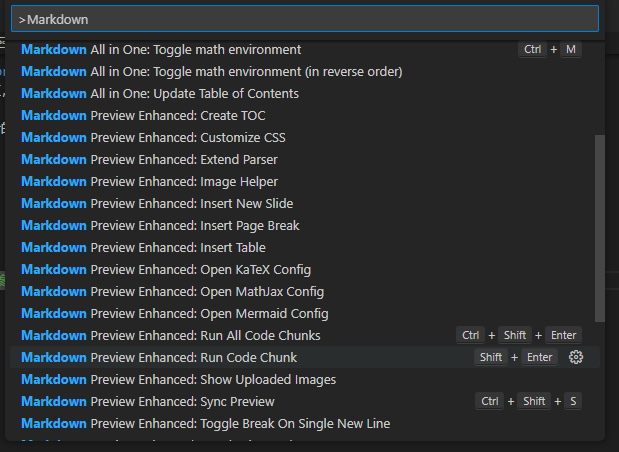 >Markdown
Markdown All in One: Toggle math environment Ctrl + M
Markdown All in One: Toggle math environment (in reverse order)
Markdown All in One: Update Table of Contents
Markdown Preview Enhanced: Create TOC
Markdown Preview Enhanced: Customize CSS
Markdown Preview Enhanced: Extend Parser
Markdown Preview Enhanced: Image Helper
Markdown Preview Enhanced: Insert New Slide
Markdown Preview Enhanced: Insert Page Break
Markdown Preview Enhanced: Insert Table
Markdown Preview Enhanced: Open KaTeX Config
Markdown Preview Enhanced: Open MathJax Config
Markdown Preview Enhanced: Open Mermaid Config
Markdown Preview Enhanced: Run All Code Chunks Ctrl + Shift + Enter
Markdown Preview Enhanced: Run Code Chunk Shift + Enter
Markdown Preview Enhanced: Show Uploaded Images
Markdown Preview Enhanced: Sync Preview Ctrl + Shift + S
Markdown Preview Enhanced: Toggle Break On Single New Line